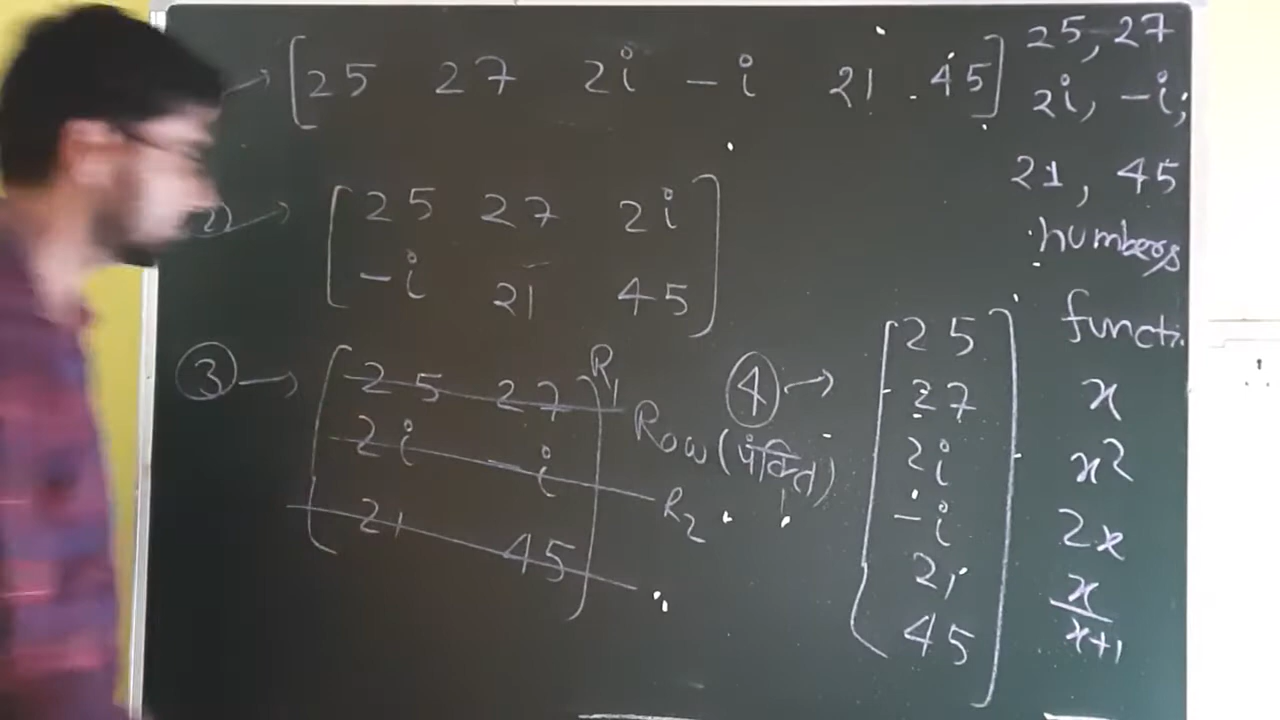 [25 27 2i -i 21 45]
25, 27
2i, -i;
21, 45
numbers
functi
x
x²
2x
x
x+1
2)→
[25 27 2i
-i 21 45]
③→
[25 27
2i -i
21 45]
R₁
Row (पंक्ति)
R₂
④→
[25
27
2i
-i
21
45]